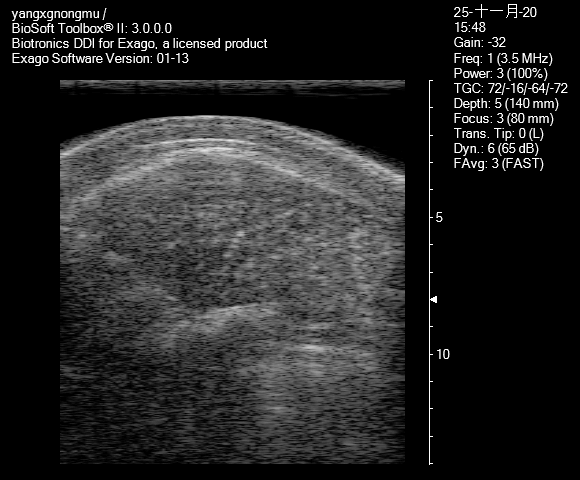 yangxgnongmu /
BioSoft Toolbox® II: 3.0.0.0
Biotronics DDI for Exago, a licensed product
Exago Software Version: 01-13
25-十一月-20
15:48
Gain: -32
Freq: 1 (3.5 MHz)
Power: 3 (100%)
TGC: 72/-16/-64/-72
Depth: 5 (140 mm)
Focus: 3 (80 mm)
Trans. Tip: 0 (L)
Dyn.: 6 (65 dB)
FAvg: 3 (FAST)
5
10